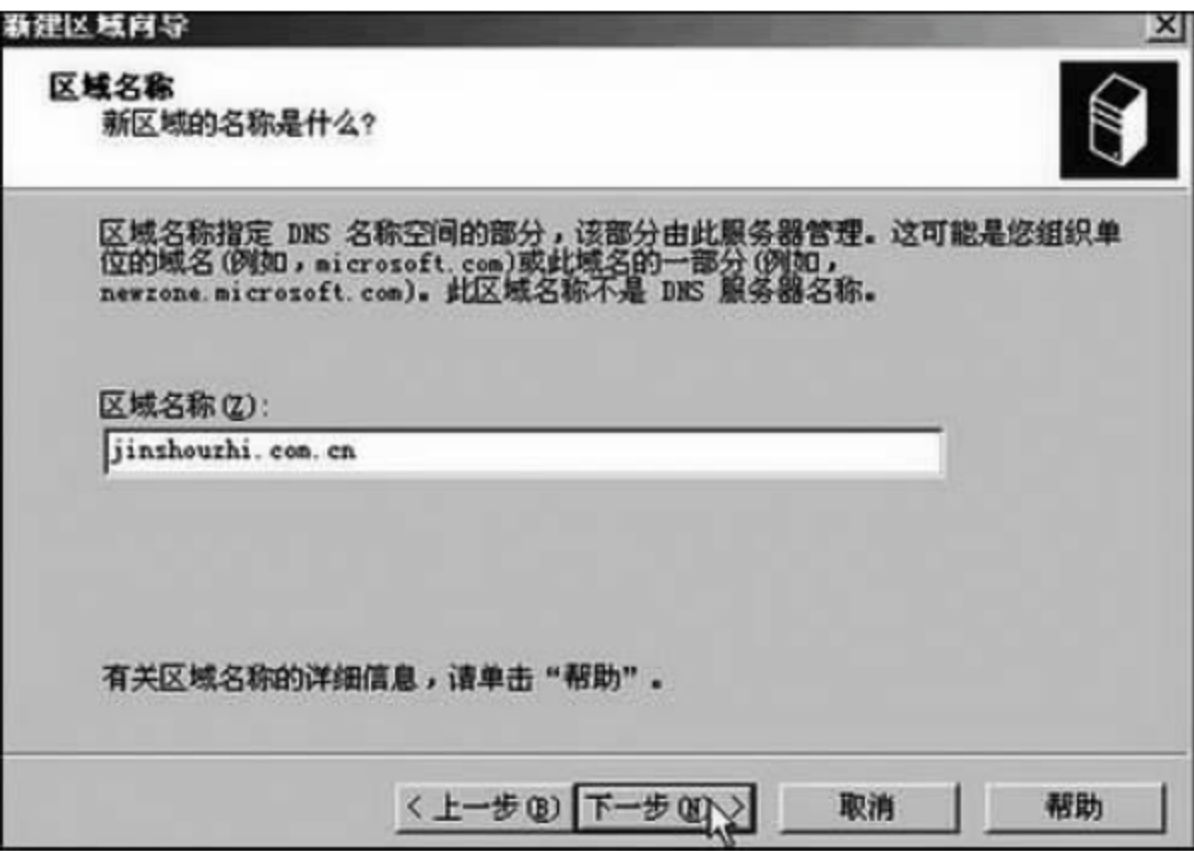 新建区域向导
区域名称
新区域的名称是什么?
区域名称指定 DNS 名称空间的部分，该部分由此服务器管理。这可能是您组织单
位的域名(例如，microsoft.com)或此域名的一部分(例如，
newzone.microsoft.com)。此区域名称不是 DNS 服务器名称。
区域名称(Z):
jinshouzhi.com.cn
有关区域名称的详细信息，请单击“帮助”。
< 上一步(B) 下一步(N) > 取消 帮助